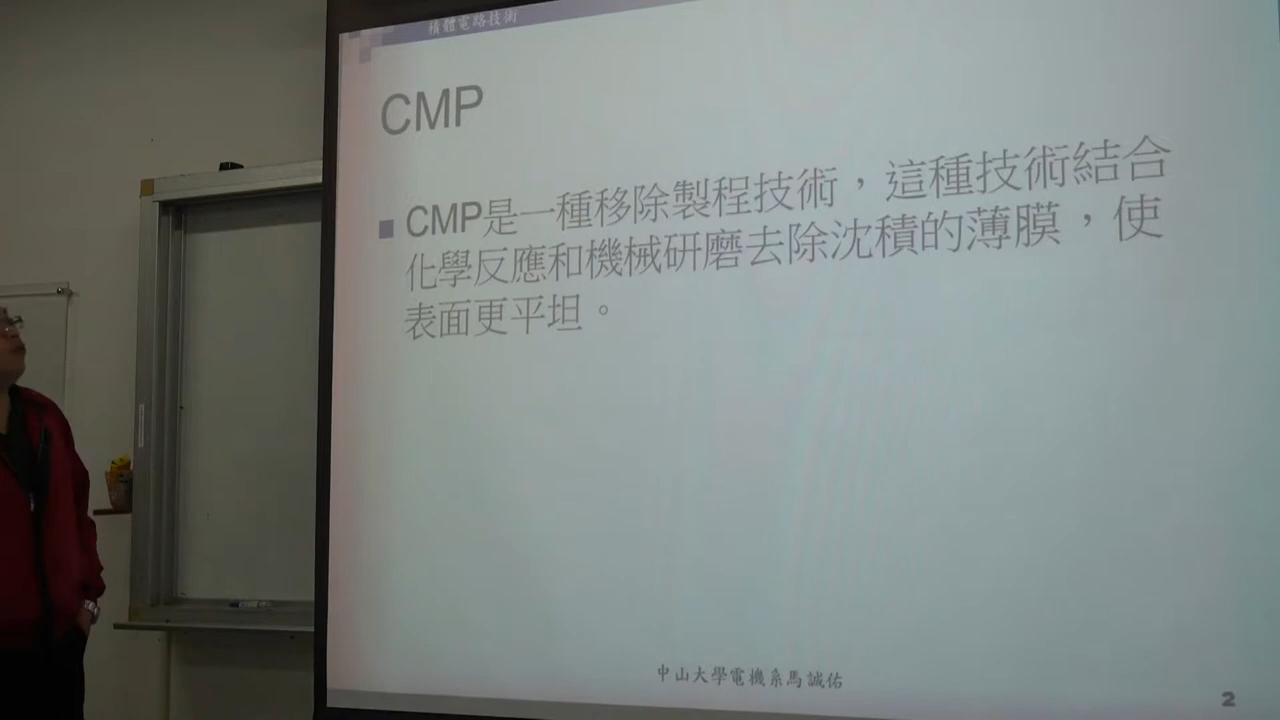 積體電路技術
CMP
CMP是一種移除製程技術，這種技術結合
化學反應和機械研磨去除沈積的薄膜，使
表面更平坦。
中山大學電機系馬誠佑
2